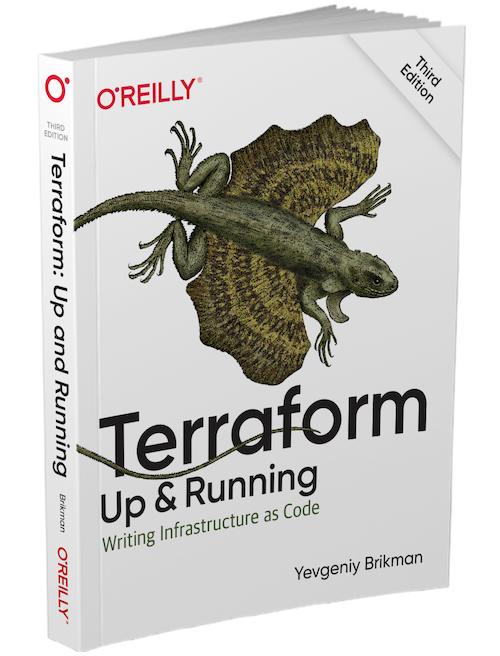 O'REILLY®
Third
Edition
Terraform
Up & Running
Writing Infrastructure as Code
Yevgeniy Brikman
THIRD
EDITION
Terraform: Up and Running
Brikman
O'REILLY®